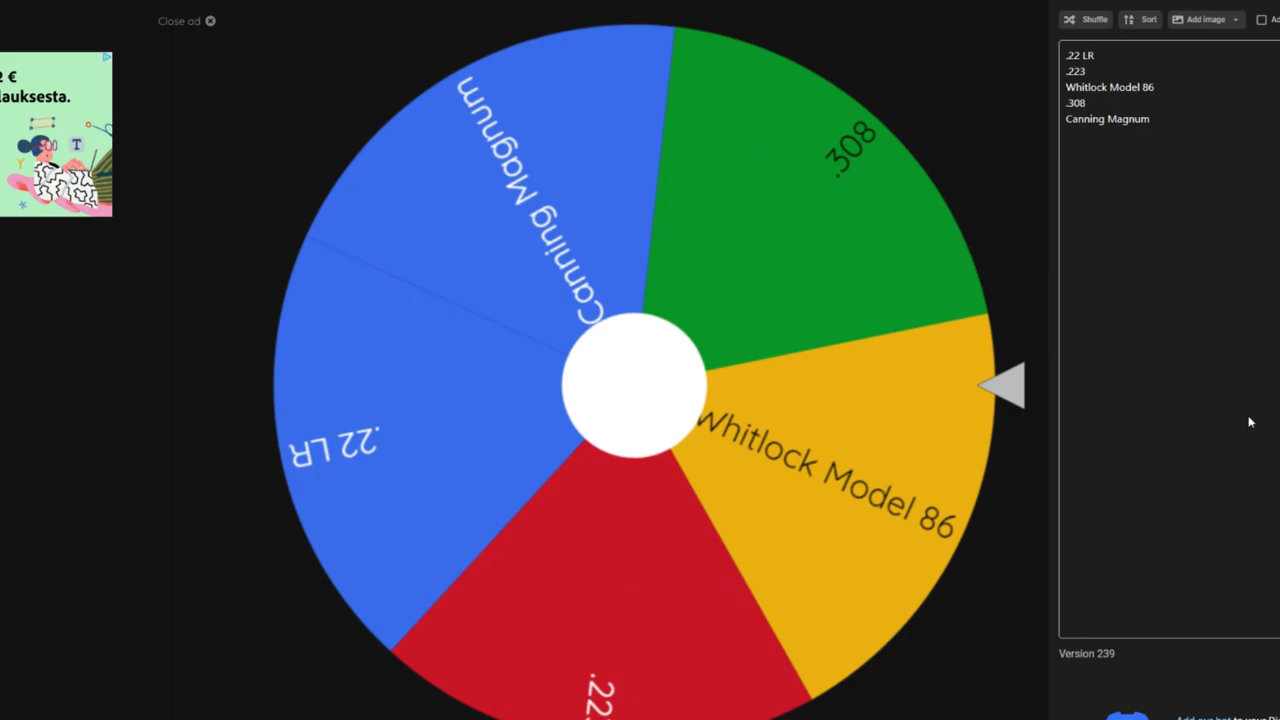 Close ad
€
lauksesta.
T
Canning Magnum
.308
Whitlock Model 86
.22 LR
Shuffle
Sort
Add image
.22 LR
.223
Whitlock Model 86
.308
Canning Magnum
Version 239